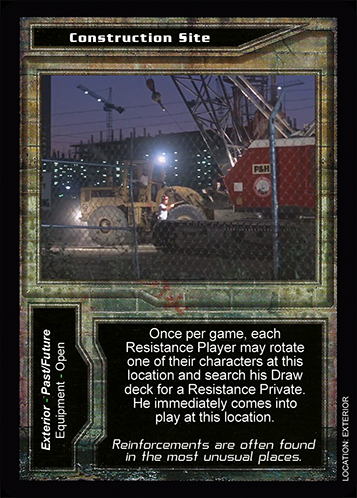 Construction Site
P&H
Exterior - Past/Future
Equipment - Open
Once per game, each
Resistance Player may rotate
one of their characters at this
location and search his Draw
deck for a Resistance Private.
He immediately comes into
play at this location.
Reinforcements are often found
in the most unusual places.
LOCATION: EXTERIOR